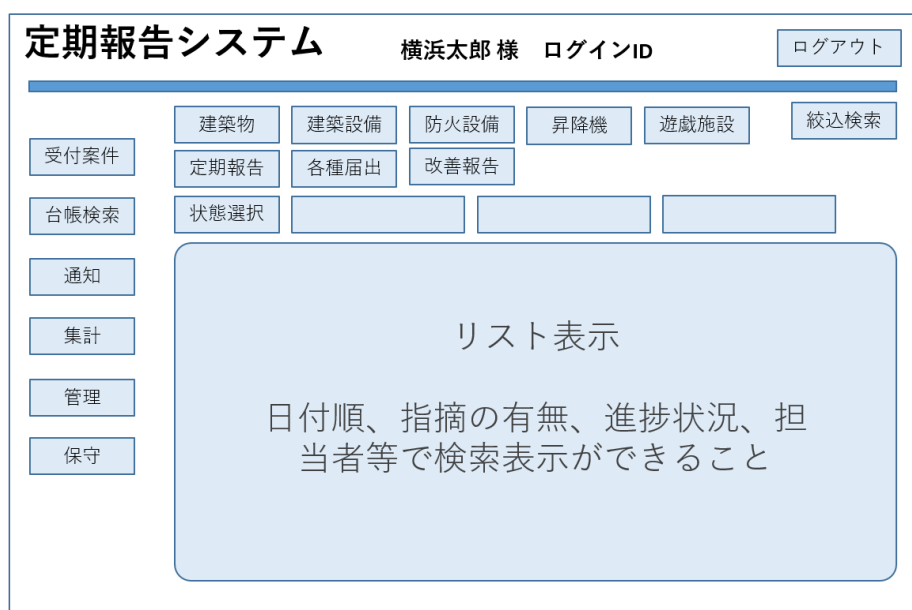 定期報告システム 横浜太郎 様 ログインID ログアウト
建築物 建築設備 防火設備 昇降機 遊戯施設 絞込検索
受付案件 定期報告 各種届出 改善報告
台帳検索 状態選択
通知
集計
管理
保守
リスト表示
日付順、指摘の有無、進捗状況、担
当者等で検索表示ができること